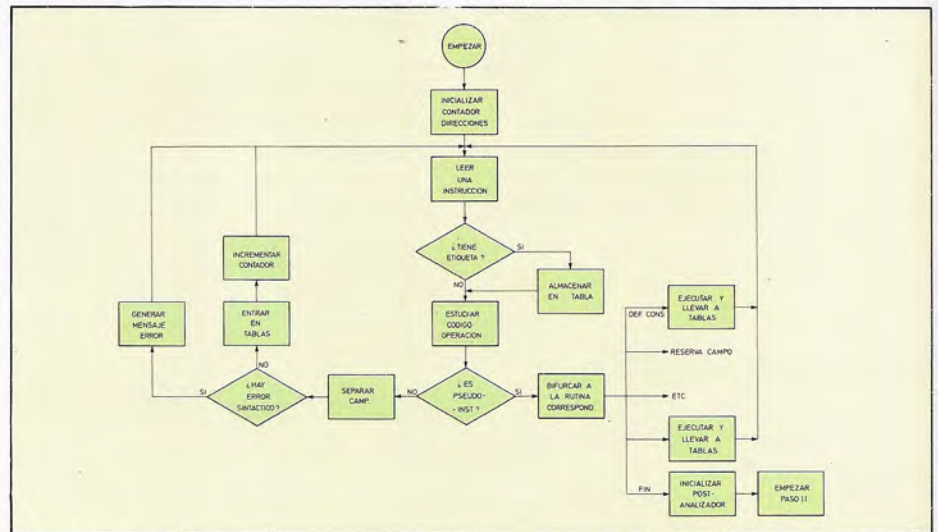 EMPEZAR
INICIALIZAR
CONTADOR
DIRECCIONES
LEER
UNA
INSTRUCCION
¿TIENE
ETIQUETA?
SI
NO
ALMACENAR
EN TABLA
ESTUDIAR
CODIGO
OPERACION
¿ES
PSEUDO-
-INST?
NO
SI
SEPARAR
CAMP.
¿HAY
ERROR
SINTACTICO?
SI
NO
GENERAR
MENSAJE
ERROR
ENTRAR
EN
TABLAS
INCREMENTAR
CONTADOR
BIFURCAR A
LA RUTINA
CORRESPOND.
DEF CONS
EJECUTAR Y
LLEVAR A
TABLAS
RESERVA CAMPO
ETC
EJECUTAR Y
LLEVAR A
TABLAS
FIN
INICIALIZAR
POST-
ANALIZADOR
EMPEZAR
PASO II